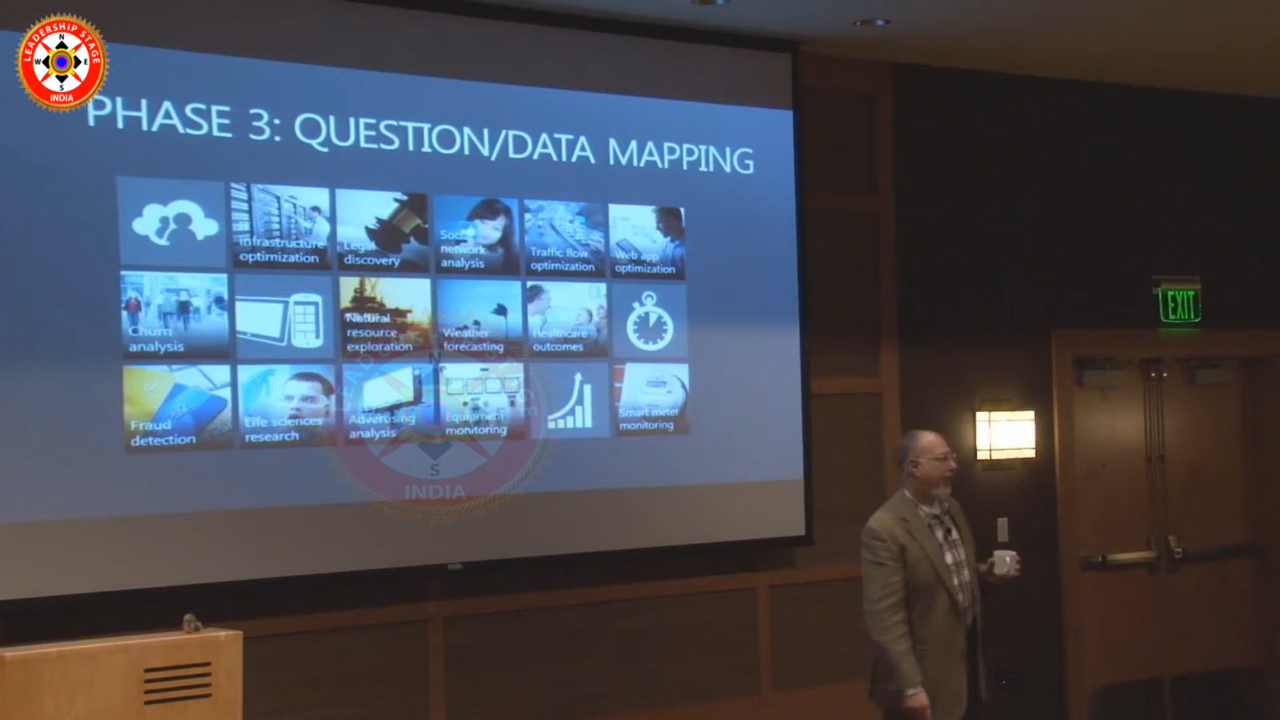 LEADERSHIP STAGE
N
W E
S
INDIA
PHASE 3: QUESTION/DATA MAPPING
Infrastructure
optimization
Legal
discovery
Social
network
analysis
Traffic flow
optimization
Web app
optimization
Churn
analysis
Natural
resource
exploration
Weather
forecasting
Healthcare
outcomes
Fraud
detection
Life sciences
research
Advertising
analysis
Equipment
monitoring
Smart meter
monitoring
N
S
INDIA
EXIT